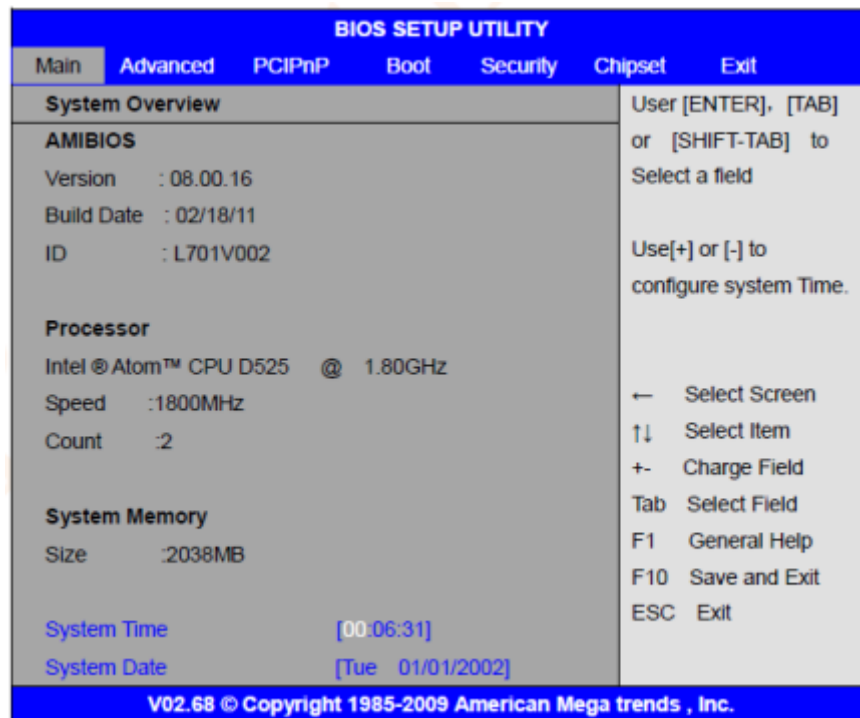 BIOS SETUP UTILITY
Main Advanced PCIPnP Boot Security Chipset Exit
System Overview
AMIBIOS
Version : 08.00.16
Build Date : 02/18/11
ID : L701V002
Processor
Intel ® Atom™ CPU D525 @ 1.80GHz
Speed :1800MHz
Count :2
System Memory
Size :2038MB
System Time [00:06:31]
System Date [Tue 01/01/2002]
User [ENTER], [TAB]
or [SHIFT-TAB] to
Select a field
Use[+] or [-] to
configure system Time.
← Select Screen
↑↓ Select Item
+- Charge Field
Tab Select Field
F1 General Help
F10 Save and Exit
ESC Exit
V02.68 © Copyright 1985-2009 American Mega trends , Inc.